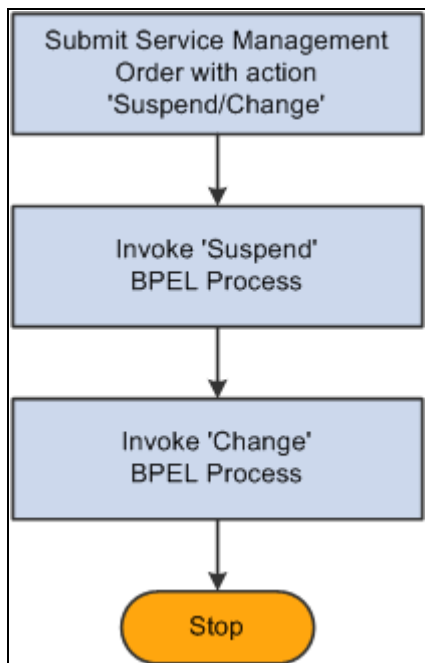 Submit Service Management
Order with action
'Suspend/Change'
Invoke 'Suspend'
BPEL Process
Invoke 'Change'
BPEL Process
Stop